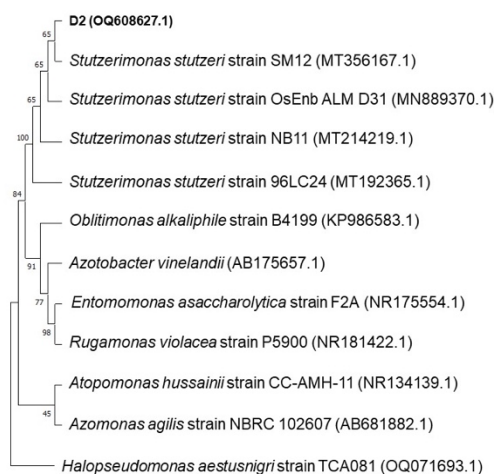 D2 (OQ608627.1)
65
Stutzerimonas stutzeri strain SM12 (MT356167.1)
65
Stutzerimonas stutzeri strain OsEnb ALM D31 (MN889370.1)
65
Stutzerimonas stutzeri strain NB11 (MT214219.1)
100
Stutzerimonas stutzeri strain 96LC24 (MT192365.1)
84
Oblitimonas alkaliphile strain B4199 (KP986583.1)
91
Azotobacter vinelandii (AB175657.1)
77
Entomomonas asaccharolytica strain F2A (NR175554.1)
98
Rugamonas violacea strain P5900 (NR181422.1)
Atopomonas hussainii strain CC-AMH-11 (NR134139.1)
45
Azomonas agilis strain NBRC 102607 (AB681882.1)
Halopseudomonas aestusnigri strain TCA081 (OQ071693.1)